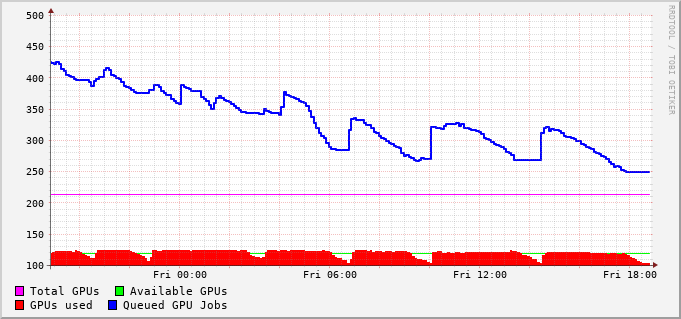 500
450
400
350
300
250
200
150
100
Fri 00:00 Fri 06:00 Fri 12:00 Fri 18:00
Total GPUs Available GPUs
GPUs used Queued GPU Jobs
RRDTOOL / TOBI OETIKER